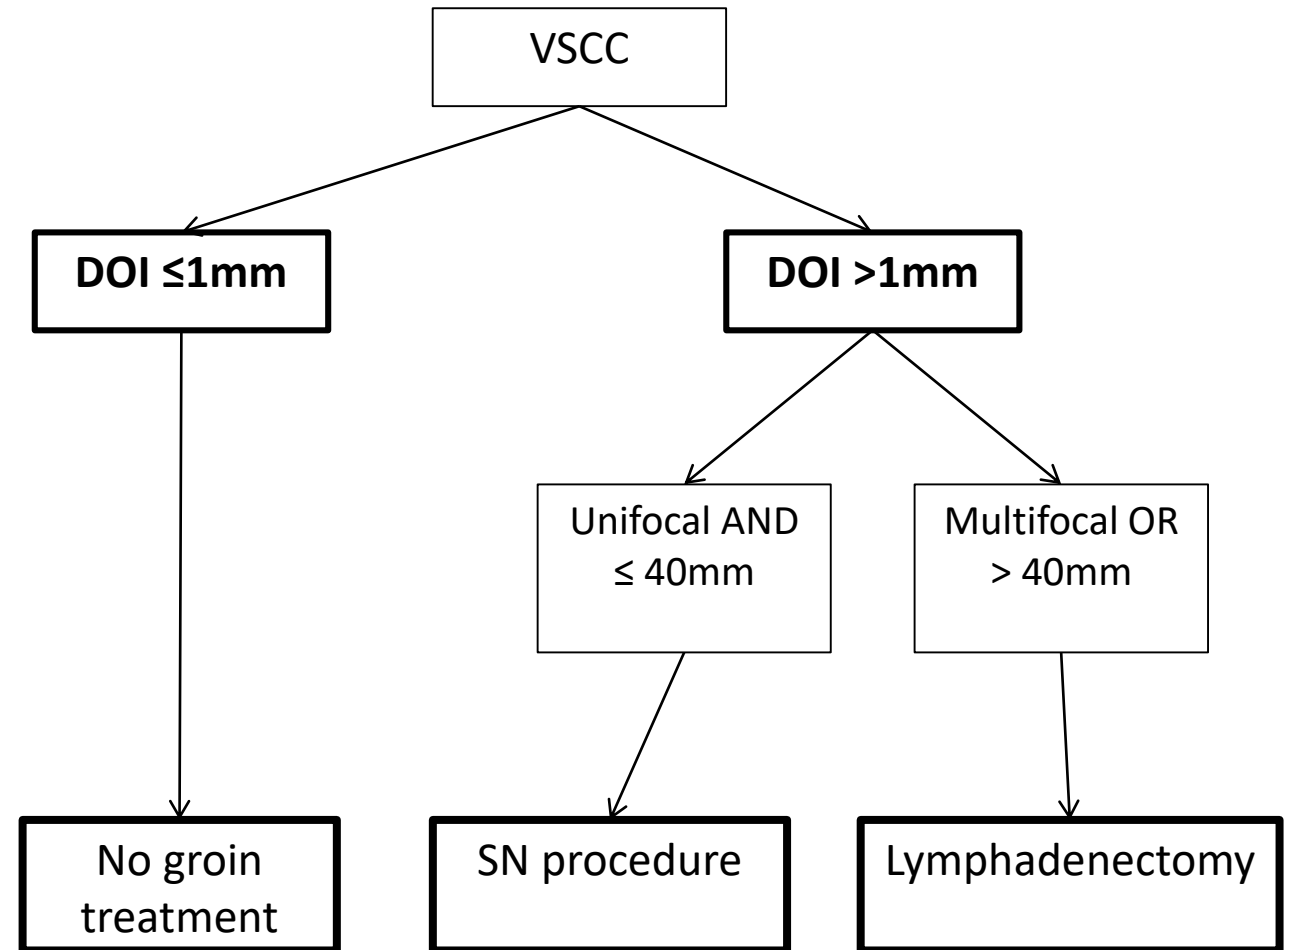 VSCC
DOI ≤1mm
DOI >1mm
Unifocal AND
≤ 40mm
Multifocal OR
> 40mm
No groin
treatment
SN procedure
Lymphadenectomy